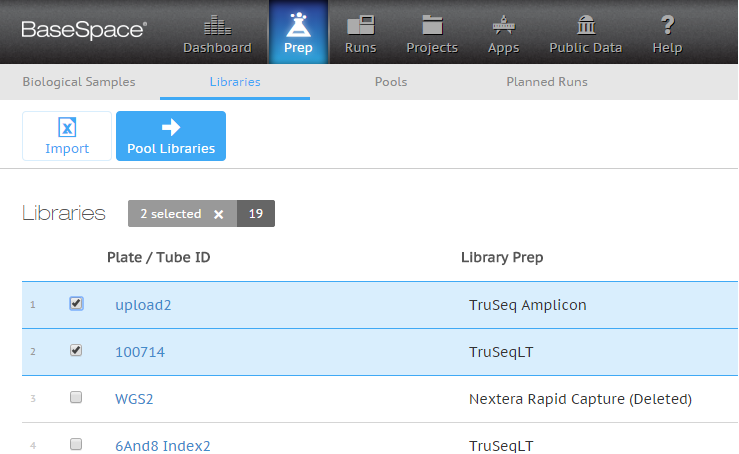 BaseSpace®
Dashboard Prep Runs Projects Apps Public Data Help
Biological Samples Libraries Pools Planned Runs
Import Pool Libraries
Libraries 2 selected × 19
Plate / Tube ID Library Prep
1 upload2 TruSeq Amplicon
2 100714 TruSeqLT
3 WGS2 Nextera Rapid Capture (Deleted)
4 6And8 Index2 TruSeqLT